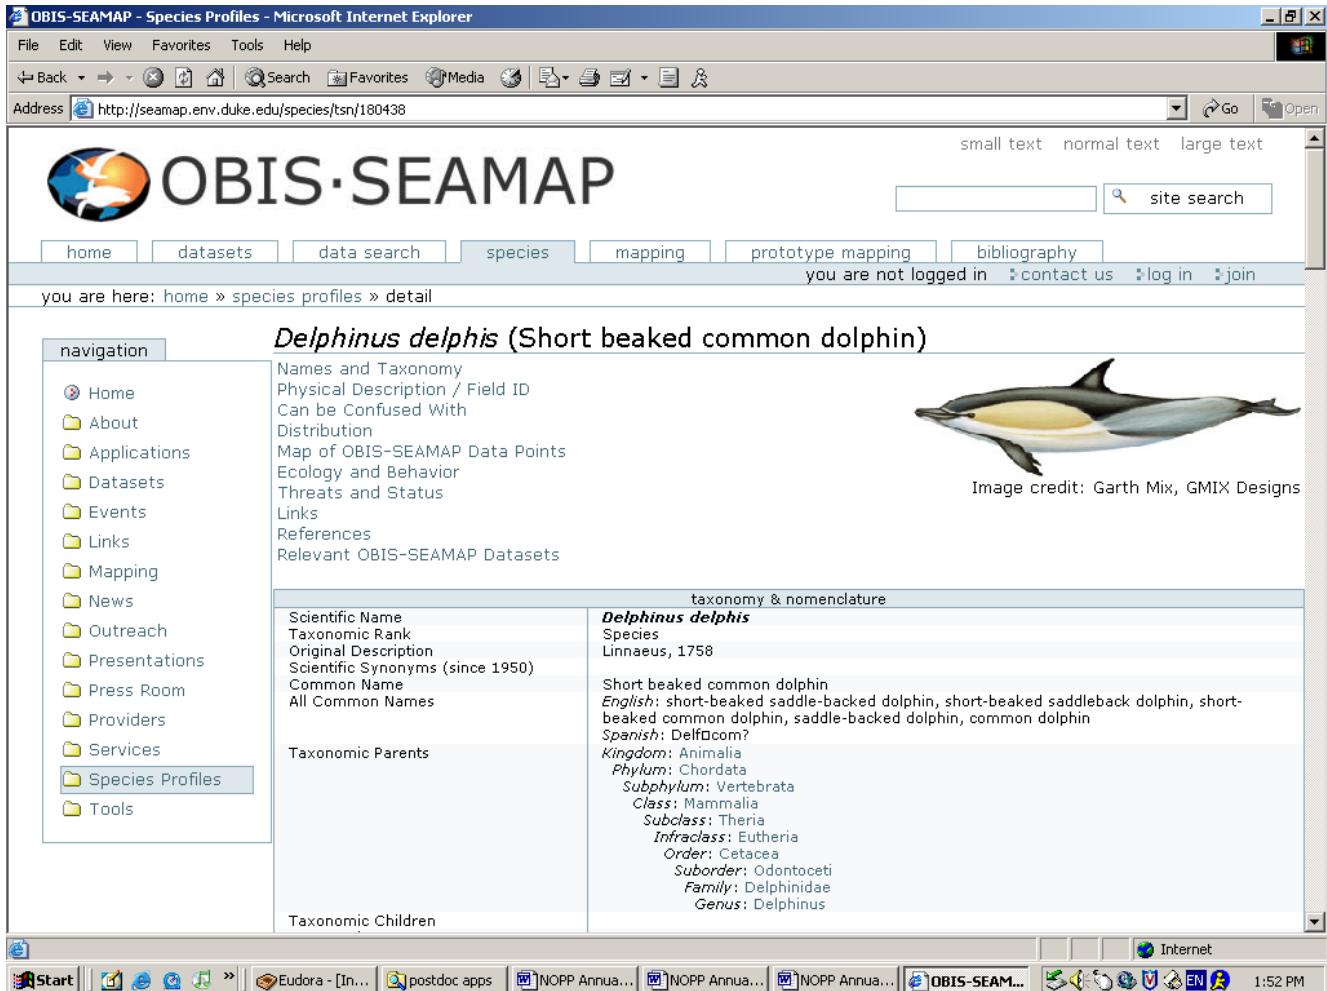 OBIS-SEAMAP - Species Profiles - Microsoft Internet Explorer
File Edit View Favorites Tools Help
Back Search Favorites Media
Address http://seamap.env.duke.edu/species/tsn/180438 Go Open
small text normal text large text
OBIS·SEAMAP
site search
home datasets data search species mapping prototype mapping bibliography
you are not logged in contact us log in join
you are here: home » species profiles » detail
navigation
Home
About
Applications
Datasets
Events
Links
Mapping
News
Outreach
Presentations
Press Room
Providers
Services
Species Profiles
Tools
Delphinus delphis (Short beaked common dolphin)
Names and Taxonomy
Physical Description / Field ID
Can be Confused With
Distribution
Map of OBIS-SEAMAP Data Points
Ecology and Behavior
Threats and Status
Links
References
Relevant OBIS-SEAMAP Datasets
Image credit: Garth Mix, GMIX Designs
taxonomy & nomenclature
Scientific Name Delphinus delphis
Taxonomic Rank Species
Original Description Linnaeus, 1758
Scientific Synonyms (since 1950)
Common Name Short beaked common dolphin
All Common Names English: short-beaked saddle-backed dolphin, short-beaked saddleback dolphin, short-
beaked common dolphin, saddle-backed dolphin, common dolphin
Spanish: Delf□com?
Taxonomic Parents Kingdom: Animalia
Phylum: Chordata
Subphylum: Vertebrata
Class: Mammalia
Subclass: Theria
Infraclass: Eutheria
Order: Cetacea
Suborder: Odontoceti
Family: Delphinidae
Genus: Delphinus
Taxonomic Children
Internet
Start » Eudora - [In... postdoc apps NOPP Annua... NOPP Annua... NOPP Annua... OBIS-SEAM... EN 1:52 PM